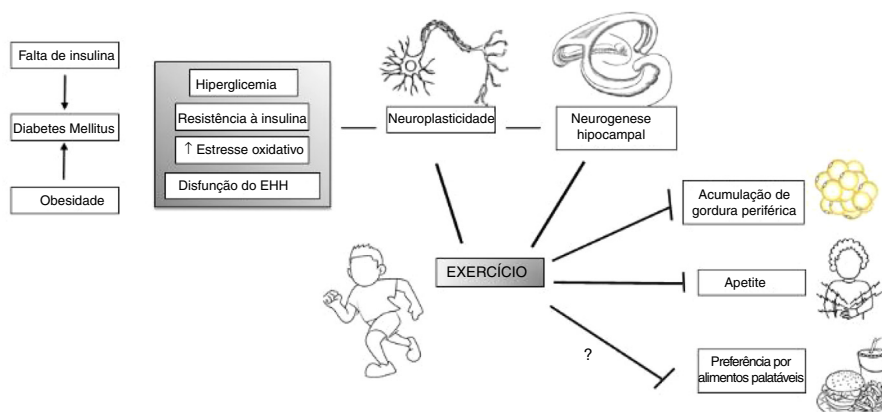 Falta de insulina
Diabetes Mellitus
Obesidade
Hiperglicemia
Resistência à insulina
↑ Estresse oxidativo
Disfunção do EHH
Neuroplasticidade
Neurogenese
hipocampal
EXERCÍCIO
Acumulação de
gordura periférica
Apetite
?
Preferência por
alimentos palatáveis